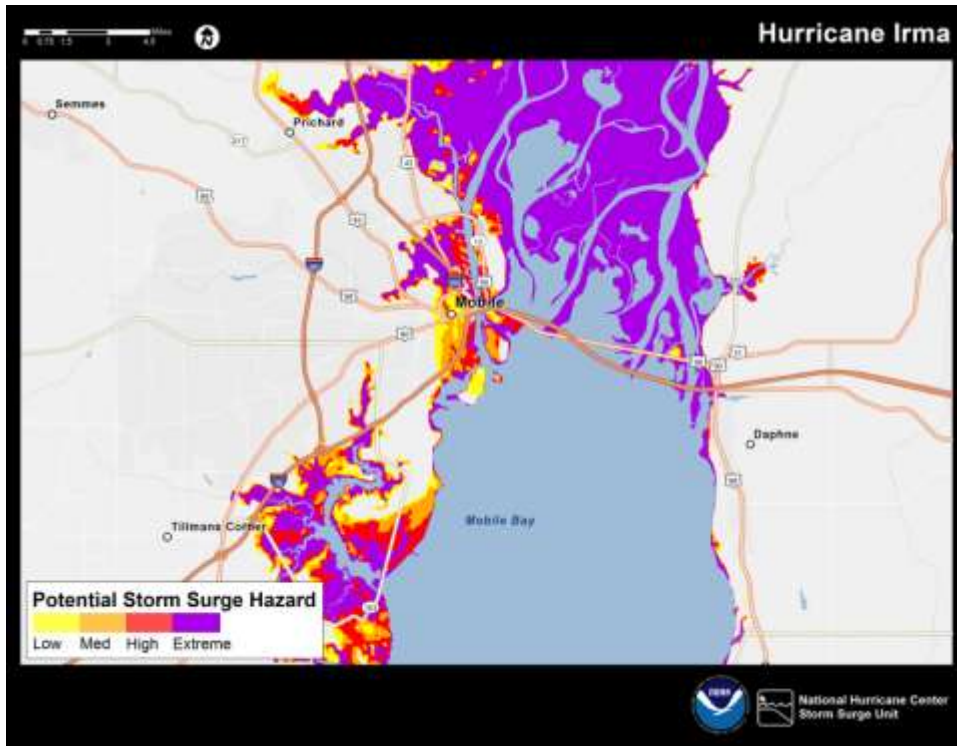 Hurricane Irma
Semmes
Prichard
Mobile
Daphne
Mobile Bay
Tillmans Corner
Potential Storm Surge Hazard
Low Med High Extreme
National Hurricane Center
Storm Surge Unit